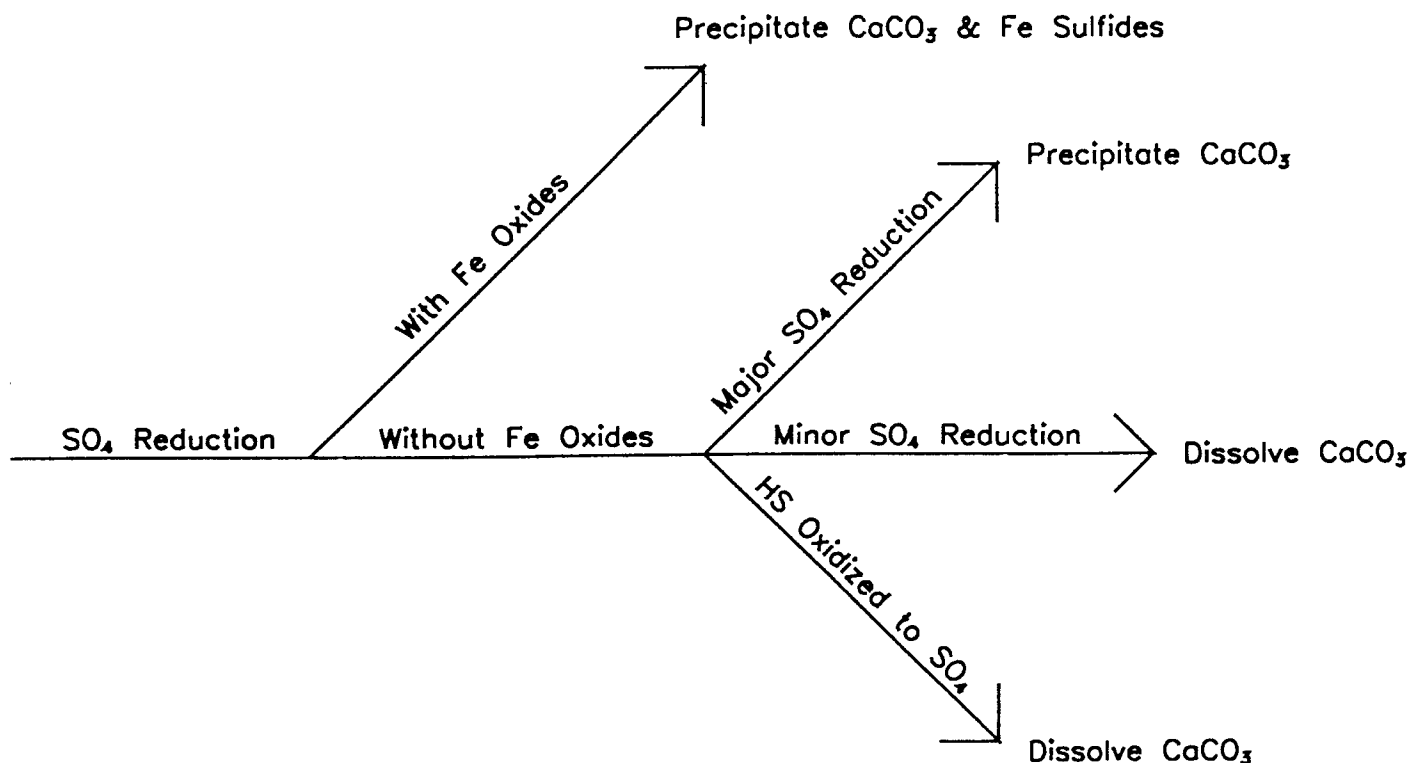 Precipitate CaCO₃ & Fe Sulfides
Precipitate CaCO₃
With Fe Oxides
Major SO₄ Reduction
SO₄ Reduction
Without Fe Oxides
Minor SO₄ Reduction
Dissolve CaCO₃
HS Oxidized to SO₄
Dissolve CaCO₃